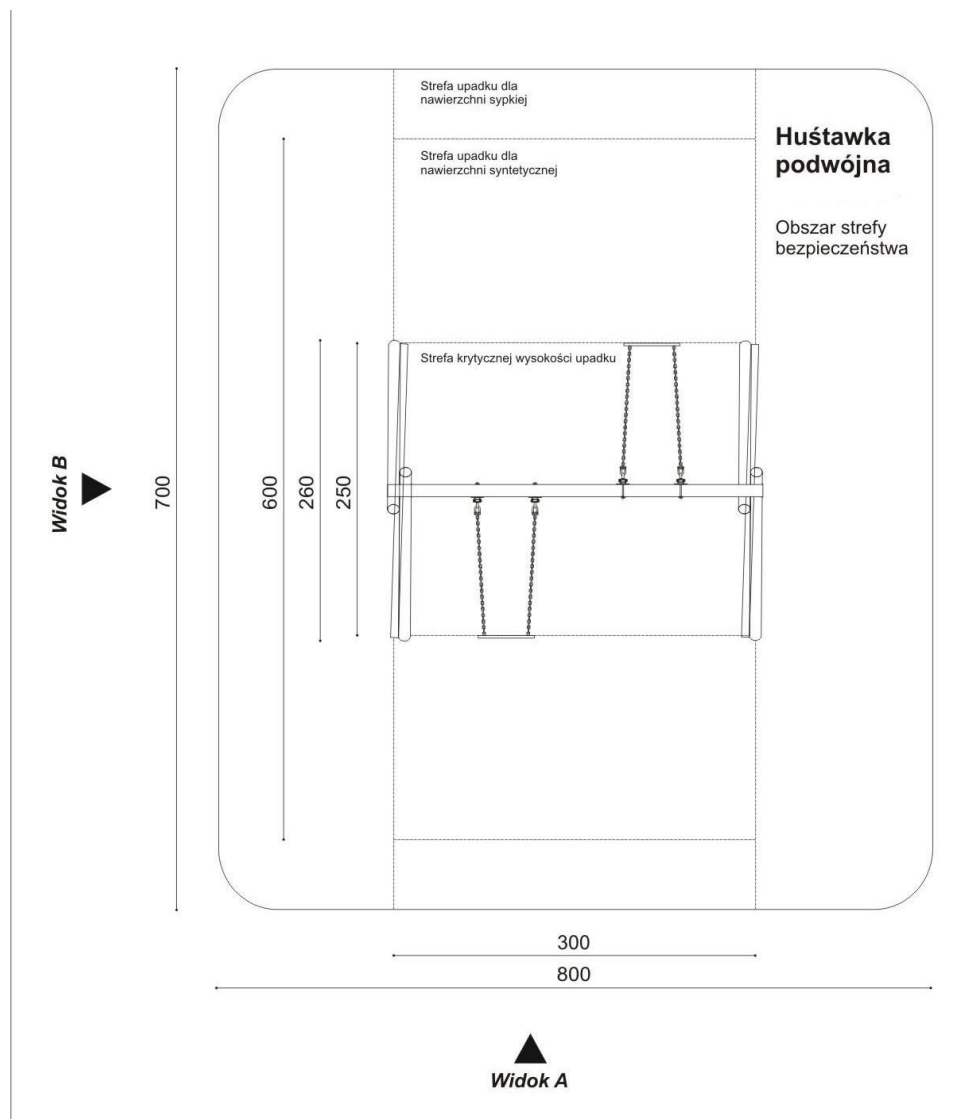 Strefa upadku dla
nawierzchni sypkiej
Strefa upadku dla
nawierzchni syntetycznej
Huśtawka
podwójna
Obszar strefy
bezpieczeństwa
Strefa krytycznej wysokości upadku
Widok B
700
600
260
250
300
800
Widok A